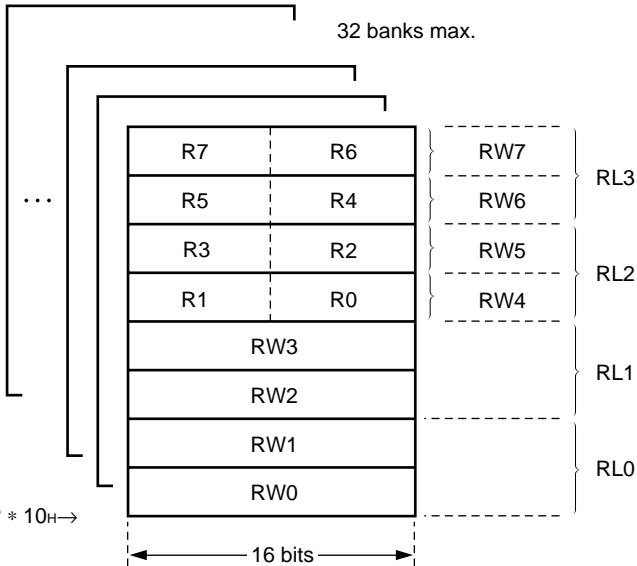 32 banks max.
R7 R6 RW7
RL3
... R5 R4 RW6
R3 R2 RW5
RL2
R1 R0 RW4
RW3
RL1
RW2
RW1
RL0
RW0
* 10H→
16 bits